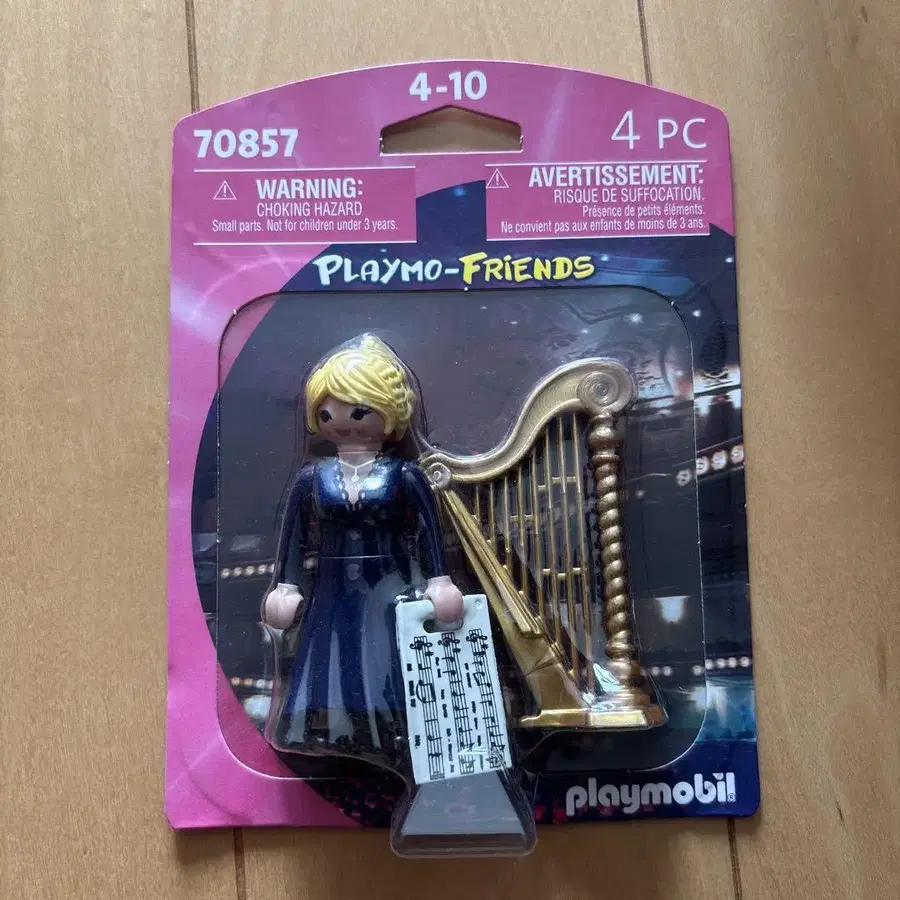 4-10
70857
4 PC
WARNING:
CHOKING HAZARD
Small parts. Not for children under 3 years.
AVERTISSEMENT:
RISQUE DE SUFFOCATION.
Présence de petits éléments.
Ne convient pas aux enfants de moins de 3 ans.
PLAYMO-FRIENDS
playmobil